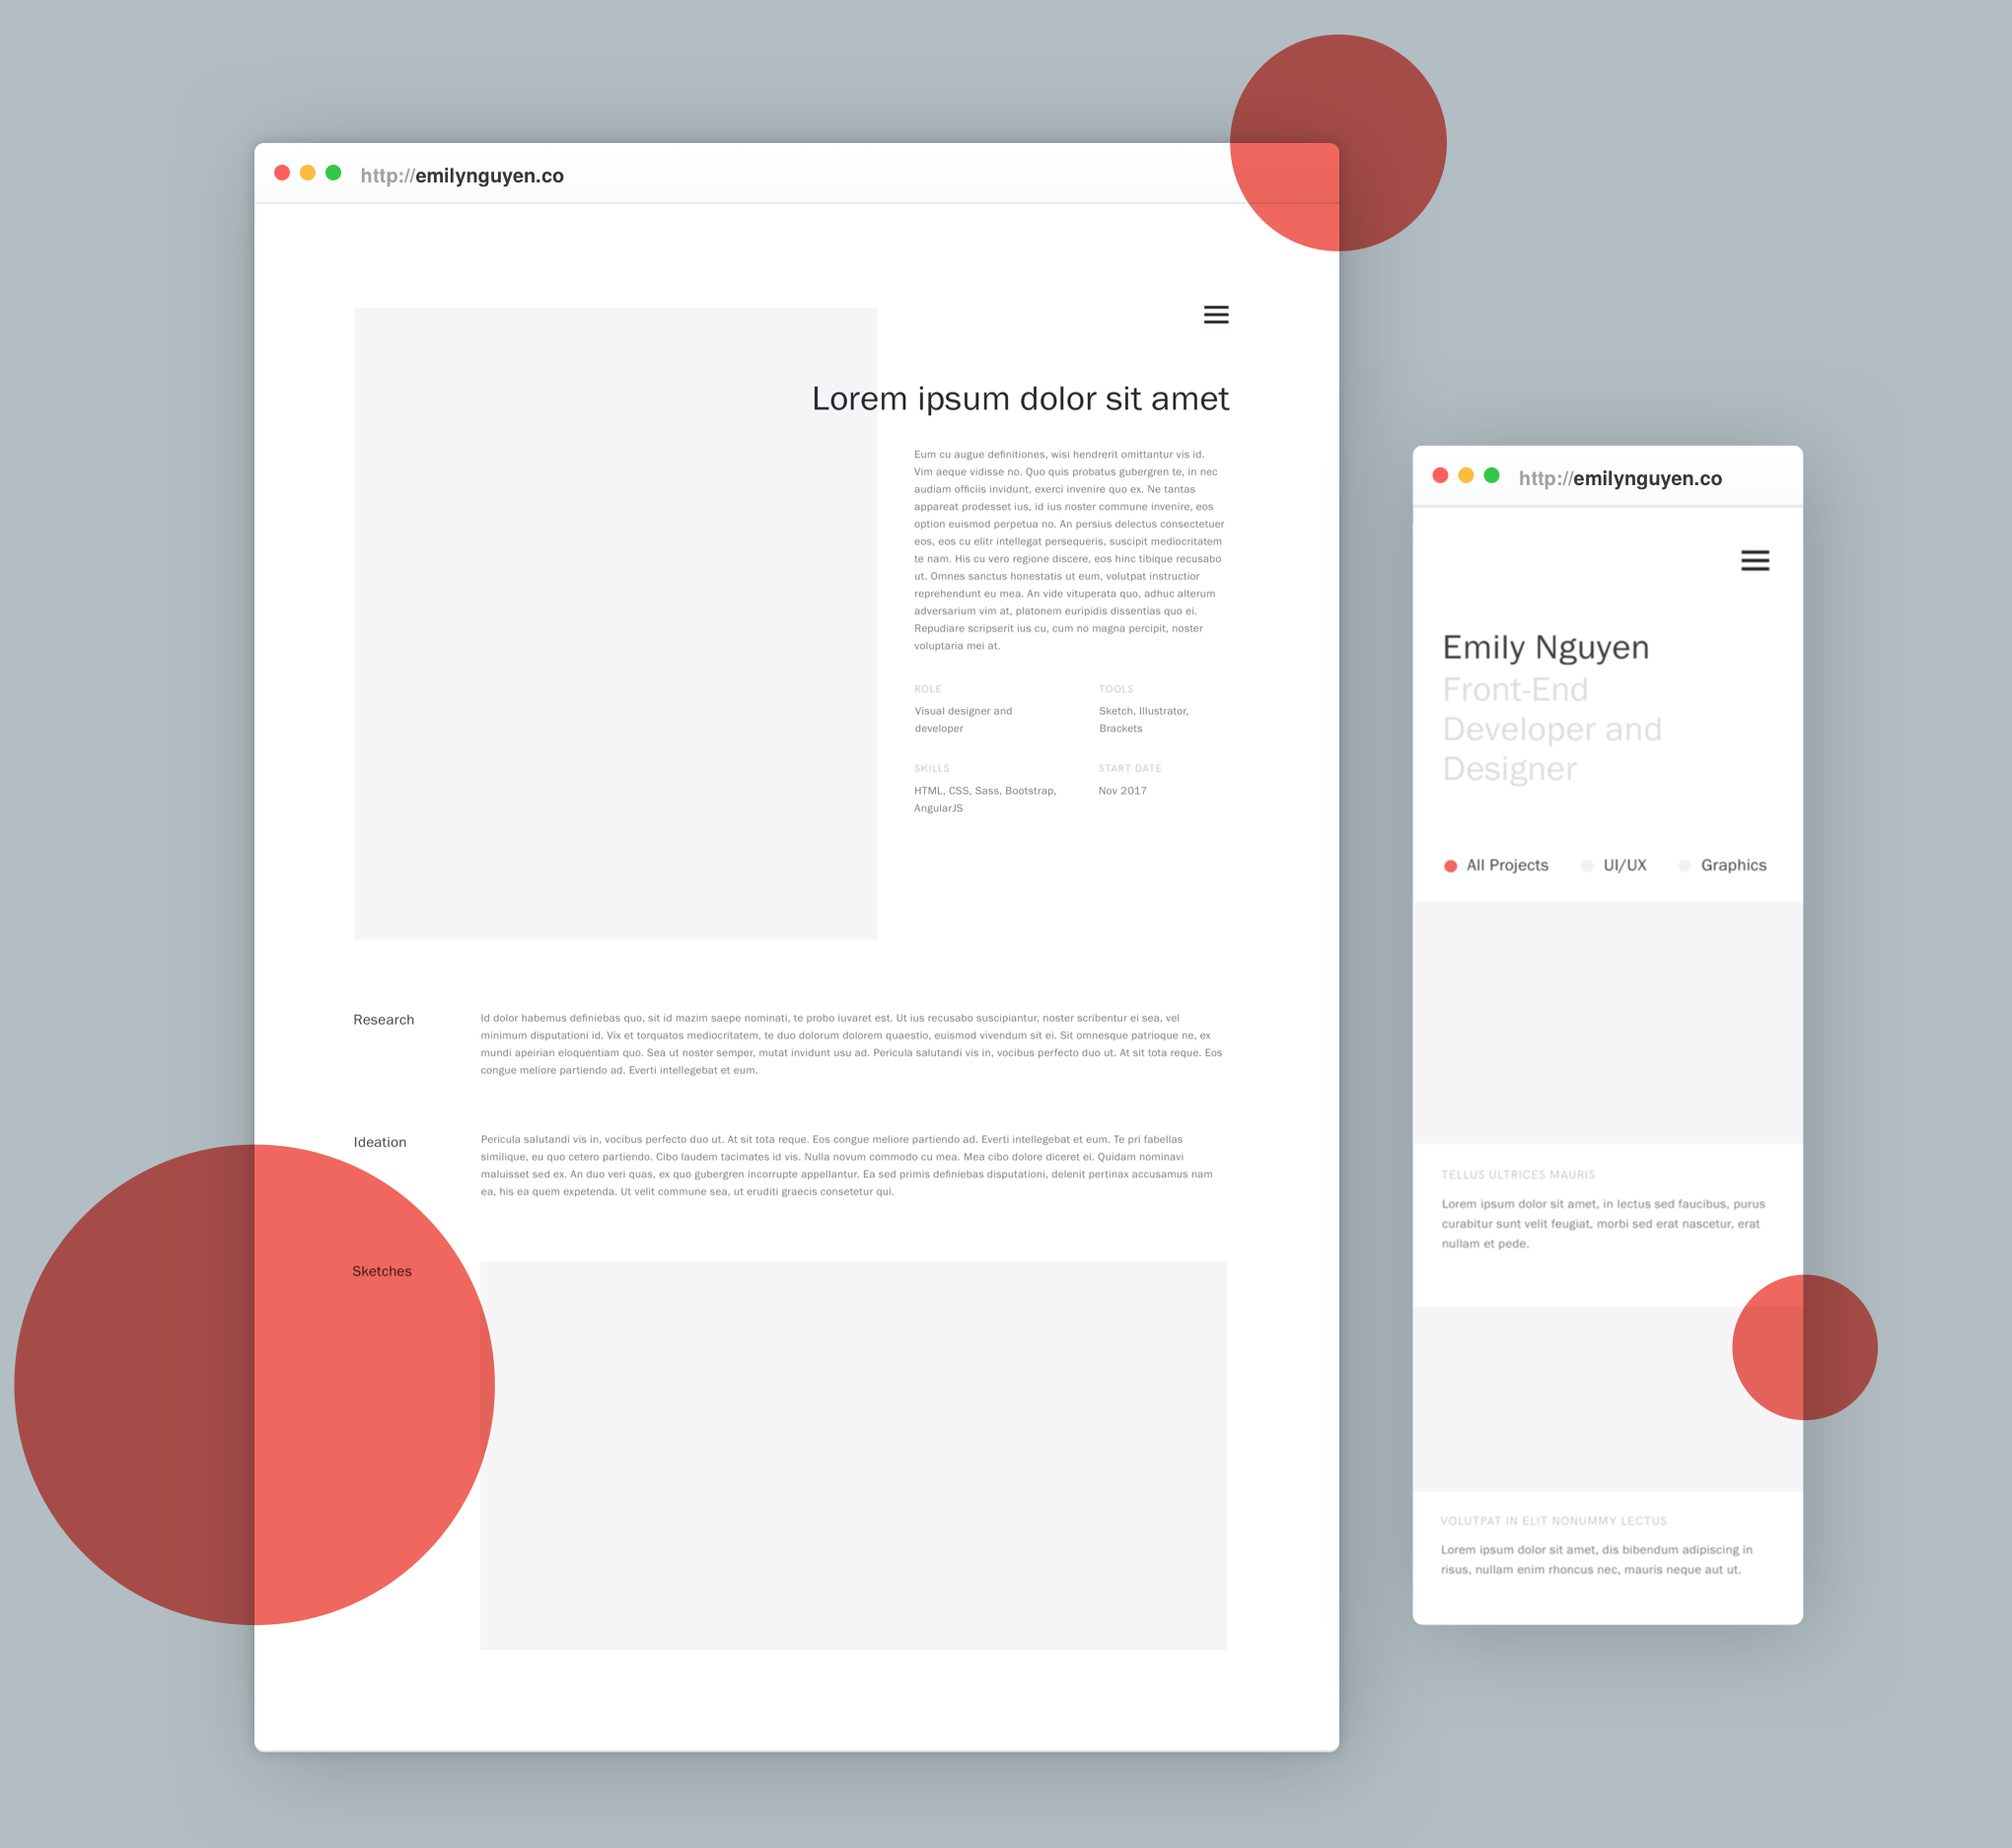 http://emilynguyen.co
Lorem ipsum dolor sit amet
Eum cu augue definitiones, wisi hendrerit omittantur vis id.
Vim aeque vidisse no. Quo quis probatus gubergren te, in nec
audiam officiis invidunt, exerci invenire quo ex. Ne tantas
appareat prodesset ius, id ius noster commune invenire, eos
option euismod perpetua no. An persius delectus consectetuer
eos, eos cu elitr intellegat persequeris, suscipit mediocritatem
te nam. His cu vero regione discere, eos hinc tibique recusabo
ut. Omnes sanctus honestatis ut eum, volutpat instructior
reprehendunt eu mea. An vide vituperata quo, adhuc alterum
adversarium vim at, platonem euripidis dissentias quo ei.
Repudiare scripserit ius cu, cum no magna percipit, noster
voluptaria mei at.
ROLE
Visual designer and
developer
TOOLS
Sketch, Illustrator,
Brackets
SKILLS
HTML, CSS, Sass, Bootstrap,
AngularJS
START DATE
Nov 2017
Research
Id dolor habemus definiebas quo, sit id mazim saepe nominati, te probo iuvaret est. Ut ius recusabo suscipiantur, noster scribentur ei sea, vel
minimum disputationi id. Vix et torquatos mediocritatem, te duo dolorum dolorem quaestio, euismod vivendum sit ei. Sit omnesque patrioque ne, ex
mundi apeirian eloquentiam quo. Sea ut noster semper, mutat invidunt usu ad. Pericula salutandi vis in, vocibus perfecto duo ut. At sit tota reque. Eos
congue meliore partiendo ad. Everti intellegebat et eum.
Ideation
Pericula salutandi vis in, vocibus perfecto duo ut. At sit tota reque. Eos congue meliore partiendo ad. Everti intellegebat et eum. Te pri fabellas
similique, eu quo cetero partiendo. Cibo laudem tacimates id vis. Nulla novum commodo cu mea. Mea cibo dolore diceret ei. Quidam nominavi
maluisset sed ex. An duo veri quas, ex quo gubergren incorrupte appellantur. Ea sed primis definiebas disputationi, delenit pertinax accusamus nam
ea, his ea quem expetenda. Ut velit commune sea, ut eruditi graecis consetetur qui.
Sketches
http://emilynguyen.co
Emily Nguyen
Front-End
Developer and
Designer
All Projects
UI/UX
Graphics
TELLUS ULTRICES MAURIS
Lorem ipsum dolor sit amet, in lectus sed faucibus, purus
curabitur sunt velit feugiat, morbi sed erat nascetur, erat
nullam et pede.
VOLUTPAT IN ELIT NONUMMY LECTUS
Lorem ipsum dolor sit amet, dis bibendum adipiscing in
risus, nullam enim rhoncus nec, mauris neque aut ut.